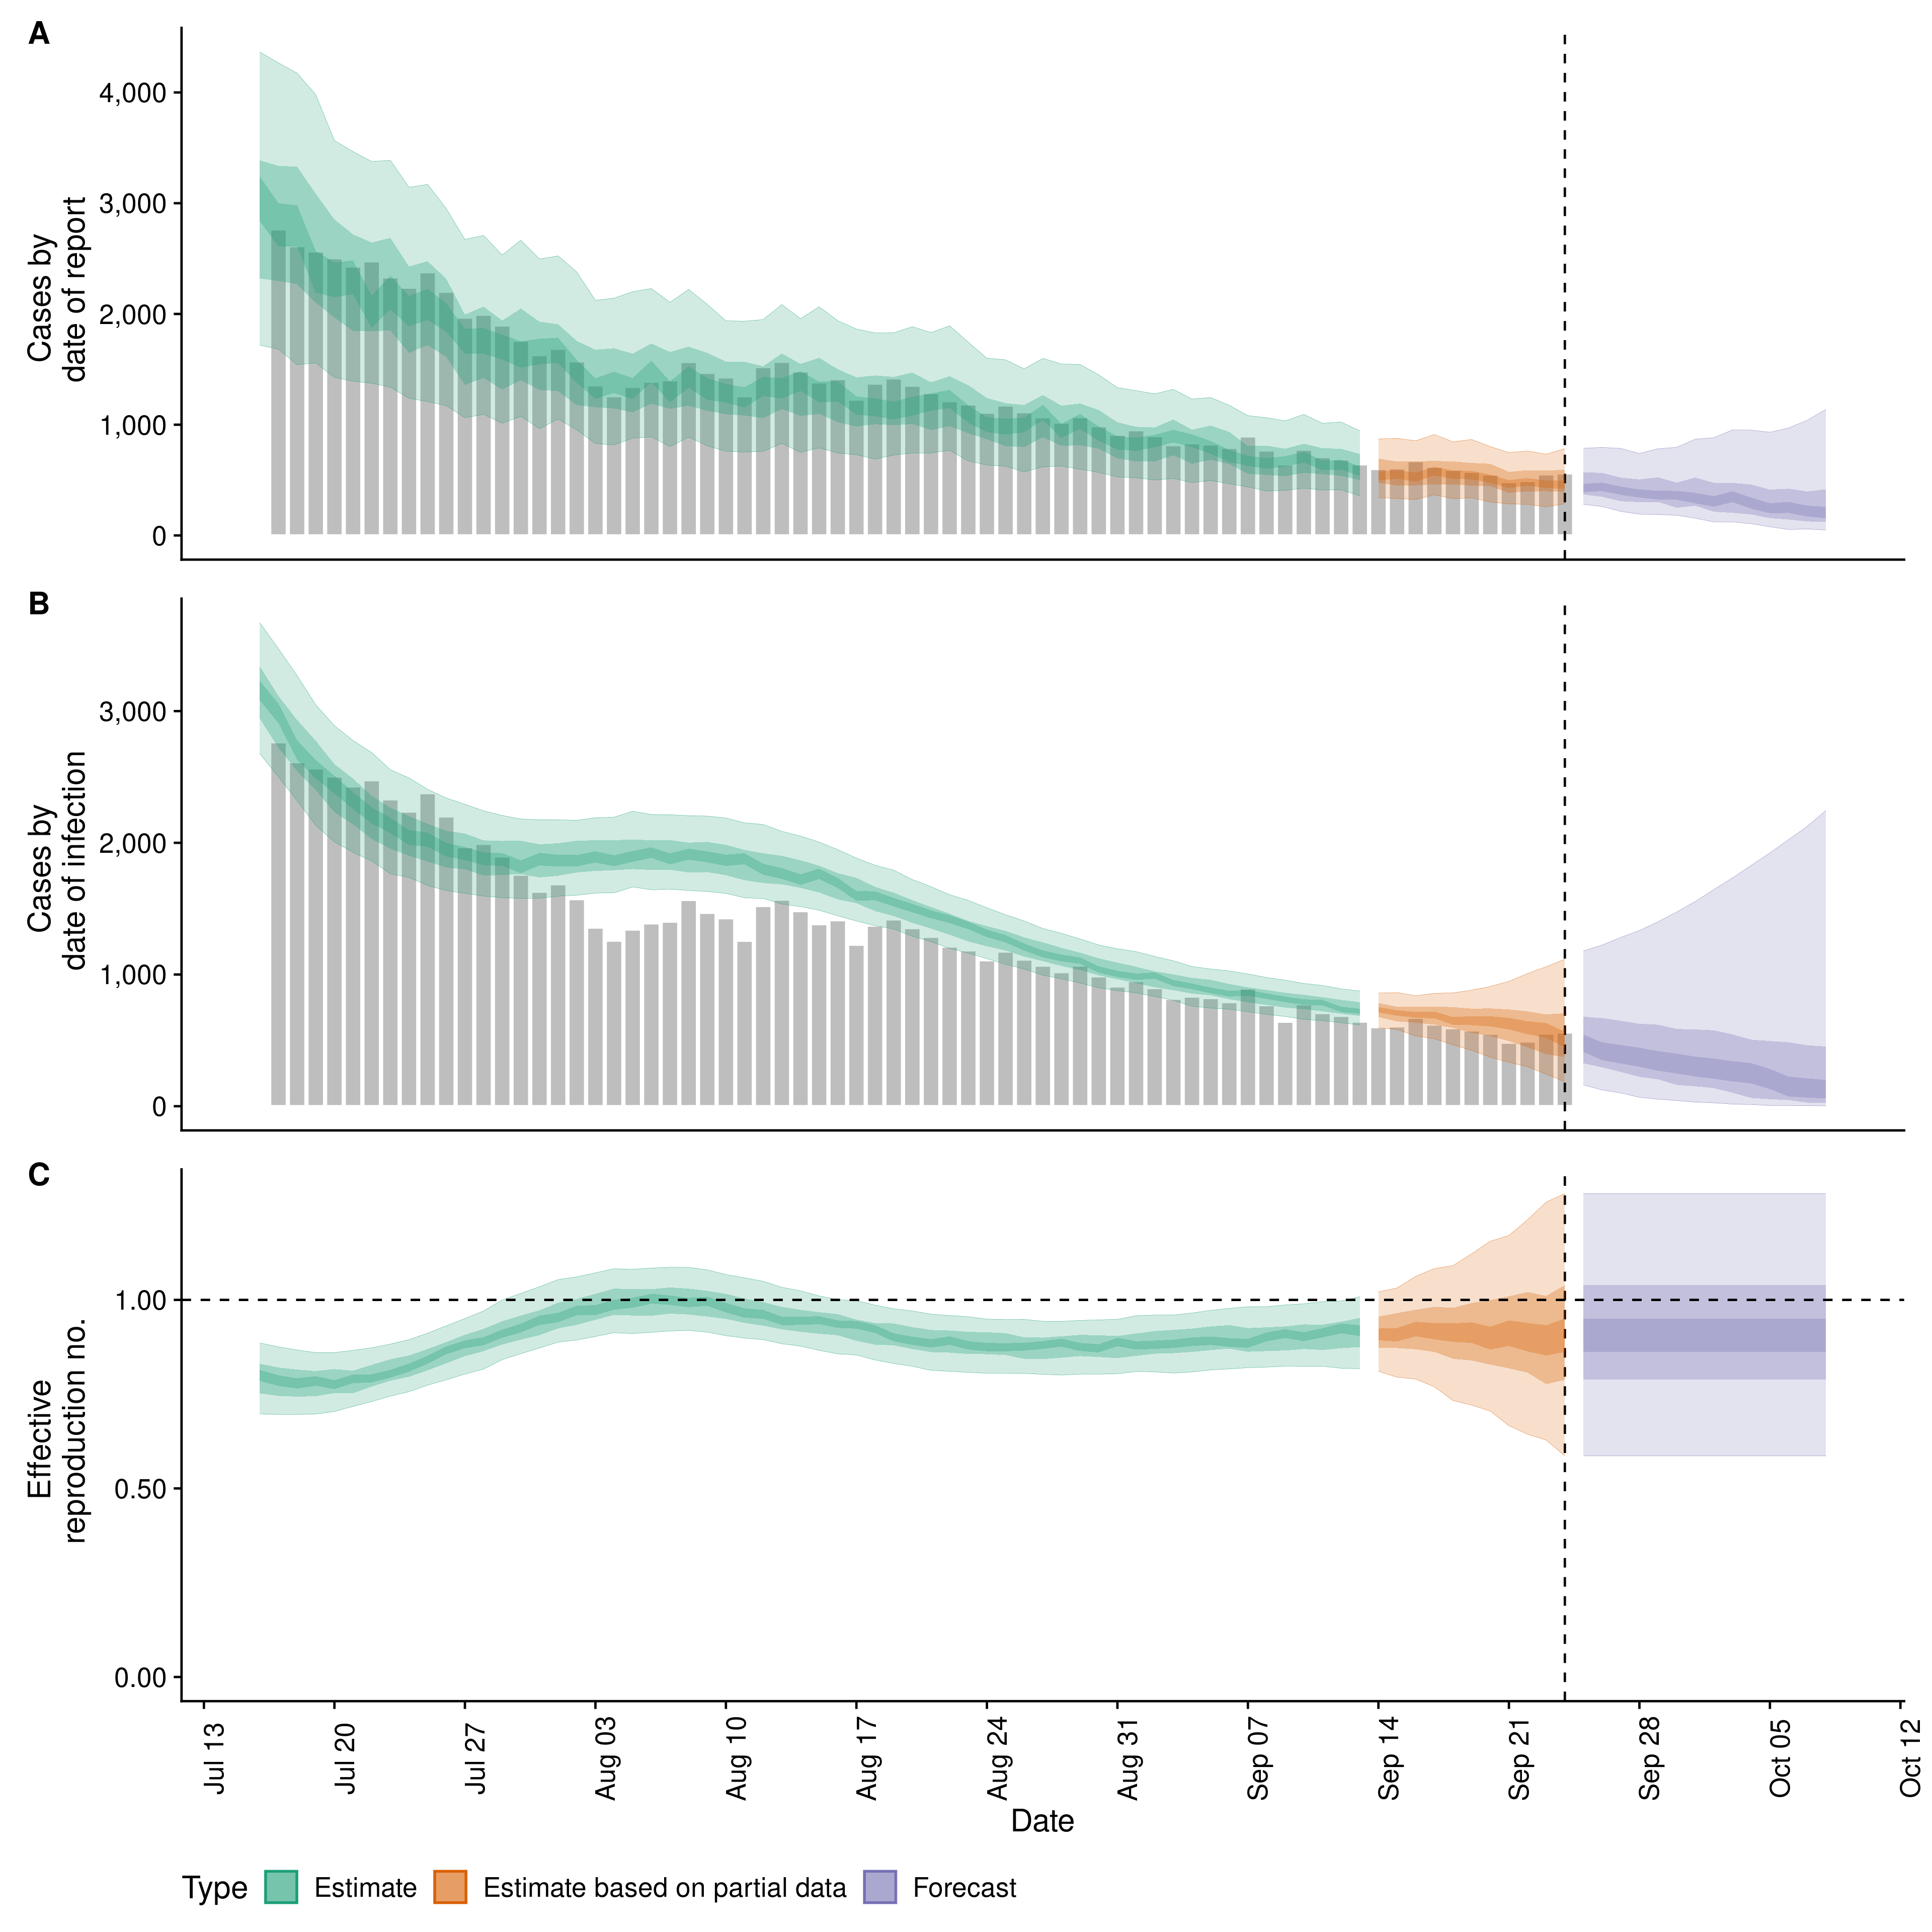 A
Cases by
date of report
4,000
3,000
2,000
1,000
0
B
Cases by
date of infection
3,000
2,000
1,000
0
C
Effective
reproduction no.
1.00
0.50
0.00
Jul 13 Jul 20 Jul 27 Aug 03 Aug 10 Aug 17 Aug 24 Aug 31 Sep 07 Sep 14 Sep 21 Sep 28 Oct 05 Oct 12
Date
Type Estimate Estimate based on partial data Forecast